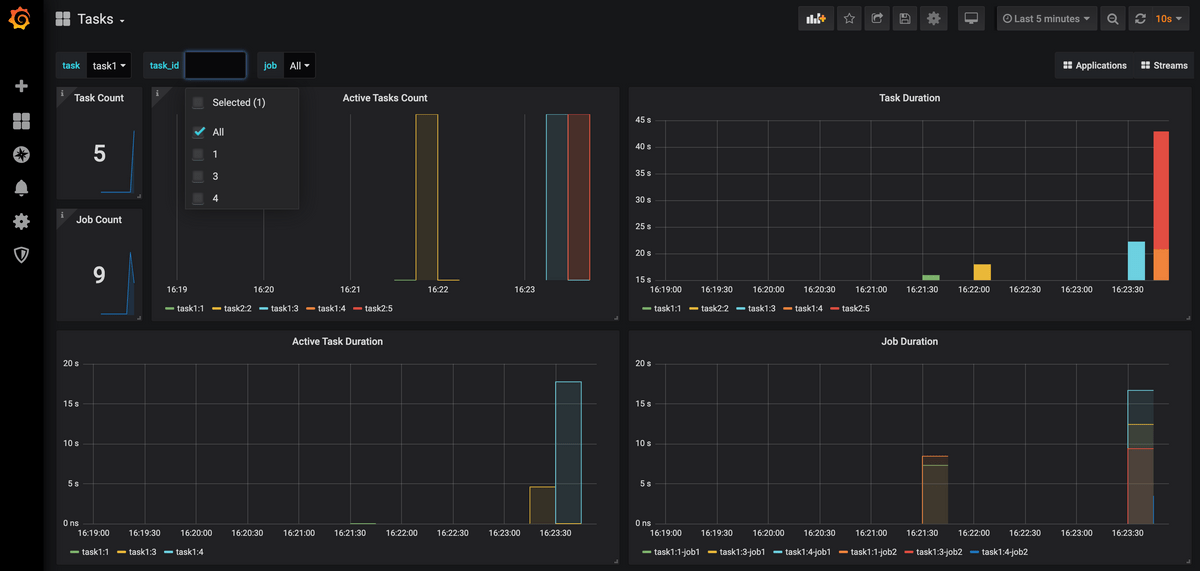 Tasks
Last 5 minutes
10s
task task1
task_id
job All
Applications
Streams
Task Count
5
Job Count
9
Selected (1)
All
1
3
4
Active Tasks Count
16:19 16:20 16:21 16:22 16:23
task1:1 task2:2 task1:3 task1:4 task2:5
Task Duration
45 s
40 s
35 s
30 s
25 s
20 s
15 s
16:19:00 16:19:30 16:20:00 16:20:30 16:21:00 16:21:30 16:22:00 16:22:30 16:23:00 16:23:30
task1:1 task2:2 task1:3 task1:4 task2:5
Active Task Duration
20 s
15 s
10 s
5 s
0 ns
16:19:00 16:19:30 16:20:00 16:20:30 16:21:00 16:21:30 16:22:00 16:22:30 16:23:00 16:23:30
task1:1 task1:3 task1:4
Job Duration
20 s
15 s
10 s
5 s
0 ns
16:19:00 16:19:30 16:20:00 16:20:30 16:21:00 16:21:30 16:22:00 16:22:30 16:23:00 16:23:30
task1:1-job1 task1:3-job1 task1:4-job1 task1:1-job2 task1:3-job2 task1:4-job2